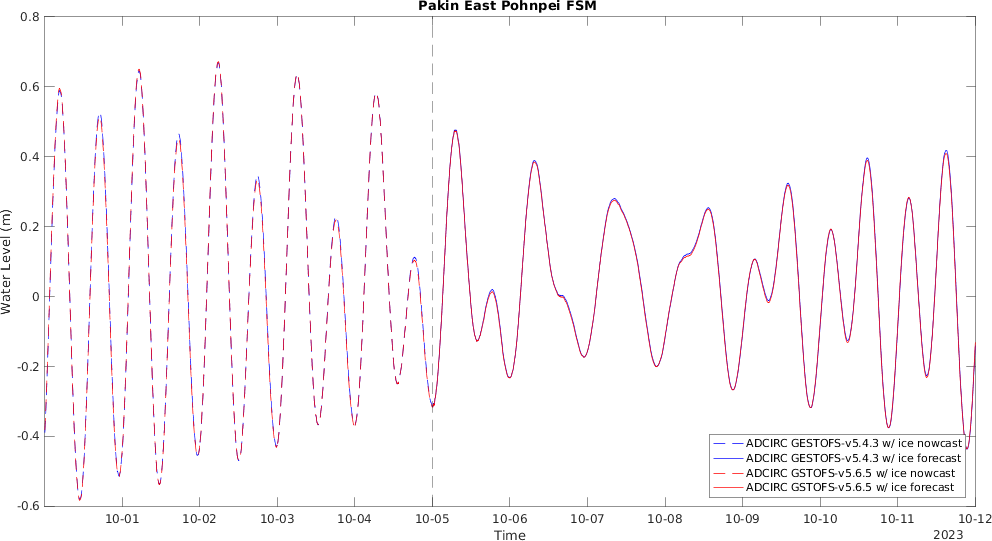 Pakin East Pohnpei FSM
0.8
0.6
0.4
0.2
0
-0.2
-0.4
-0.6
Water Level (m)
ADCIRC GESTOFS-v5.4.3 w/ ice nowcast
ADCIRC GESTOFS-v5.4.3 w/ ice forecast
ADCIRC GSTOFS-v5.6.5 w/ ice nowcast
ADCIRC GSTOFS-v5.6.5 w/ ice forecast
10-01 10-02 10-03 10-04 10-05 10-06 10-07 10-08 10-09 10-10 10-11 10-12
Time
2023